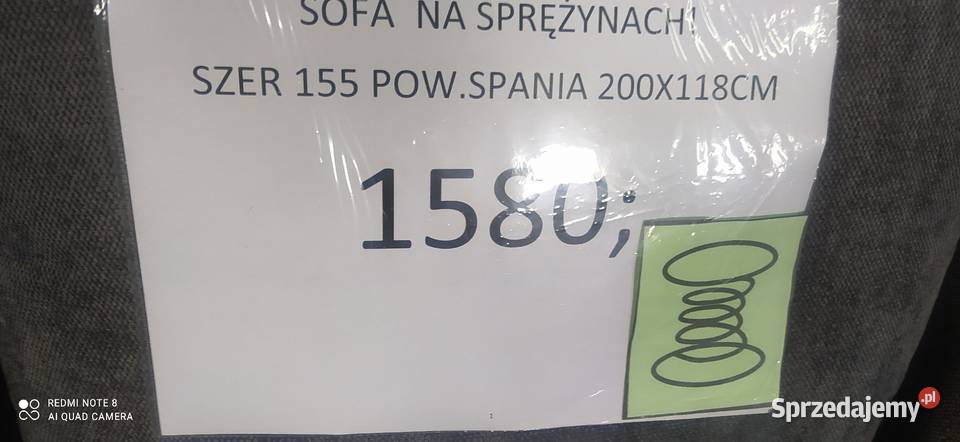 SOFA NA SPRĘŻYNACH!
SZER 155 POW.SPANIA 200X118CM
1580;
REDMI NOTE 8
AI QUAD CAMERA
Sprzedajemy.pl